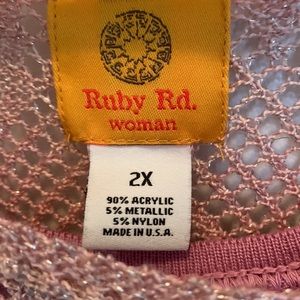 Ruby Rd.
woman
2X
90% ACRYLIC
5% METALLIC
5% NYLON
MADE IN U.S.A.